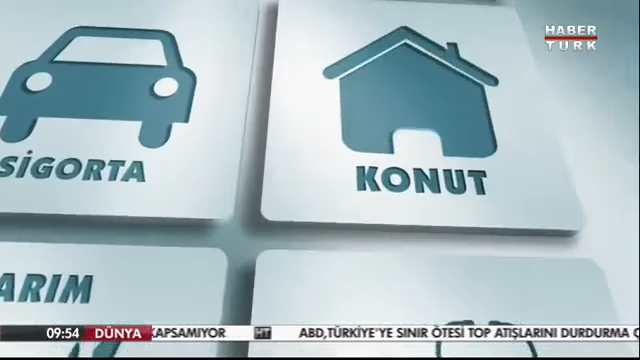 HABER
TÜRK
SİGORTA
KONUT
ARIM
09:54 DÜNYA KAPSAMIYOR HT ABD,TÜRKİYE'YE SINIR ÖTESİ TOP ATIŞLARINI DURDURMA